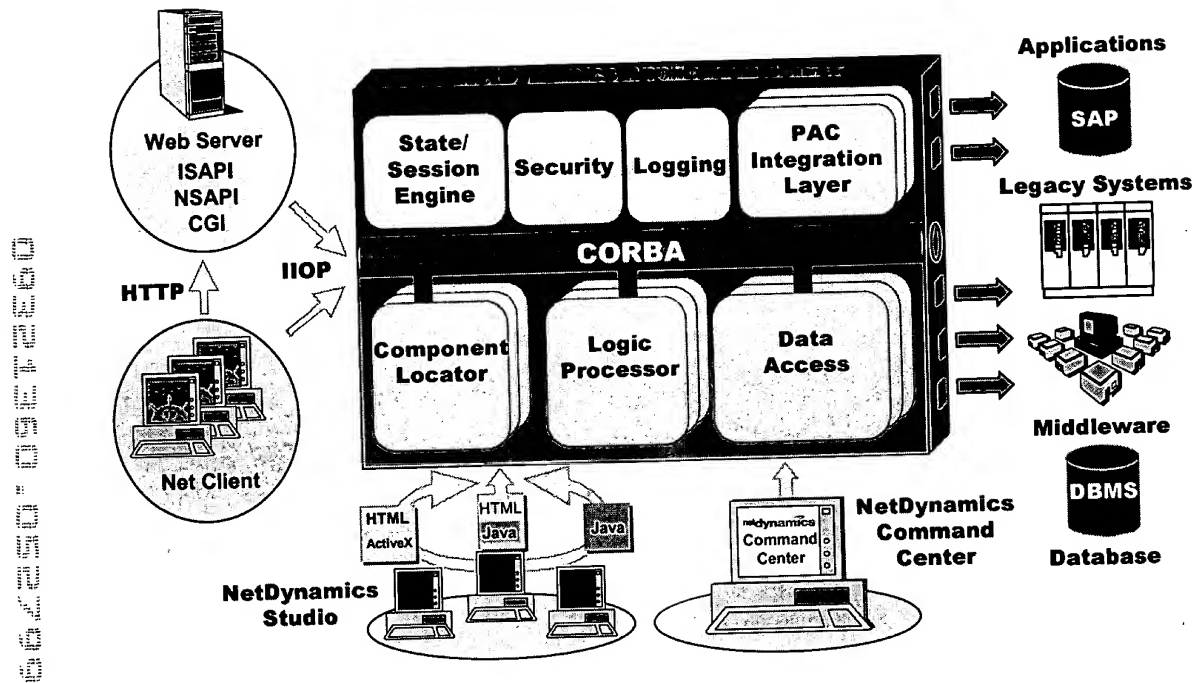 Web Server
ISAPI
NSAPI
CGI
HTTP
IIOP
Net Client
State/
Session
Engine
Security
Logging
PAC
Integration
Layer
CORBA
Component
Locator
Logic
Processor
Data
Access
Applications
SAP
Legacy Systems
Middleware
DBMS
Database
HTML
ActiveX
HTML
Java
Java
NetDynamics
Studio
netdynamics
Command
Center
NetDynamics
Command
Center